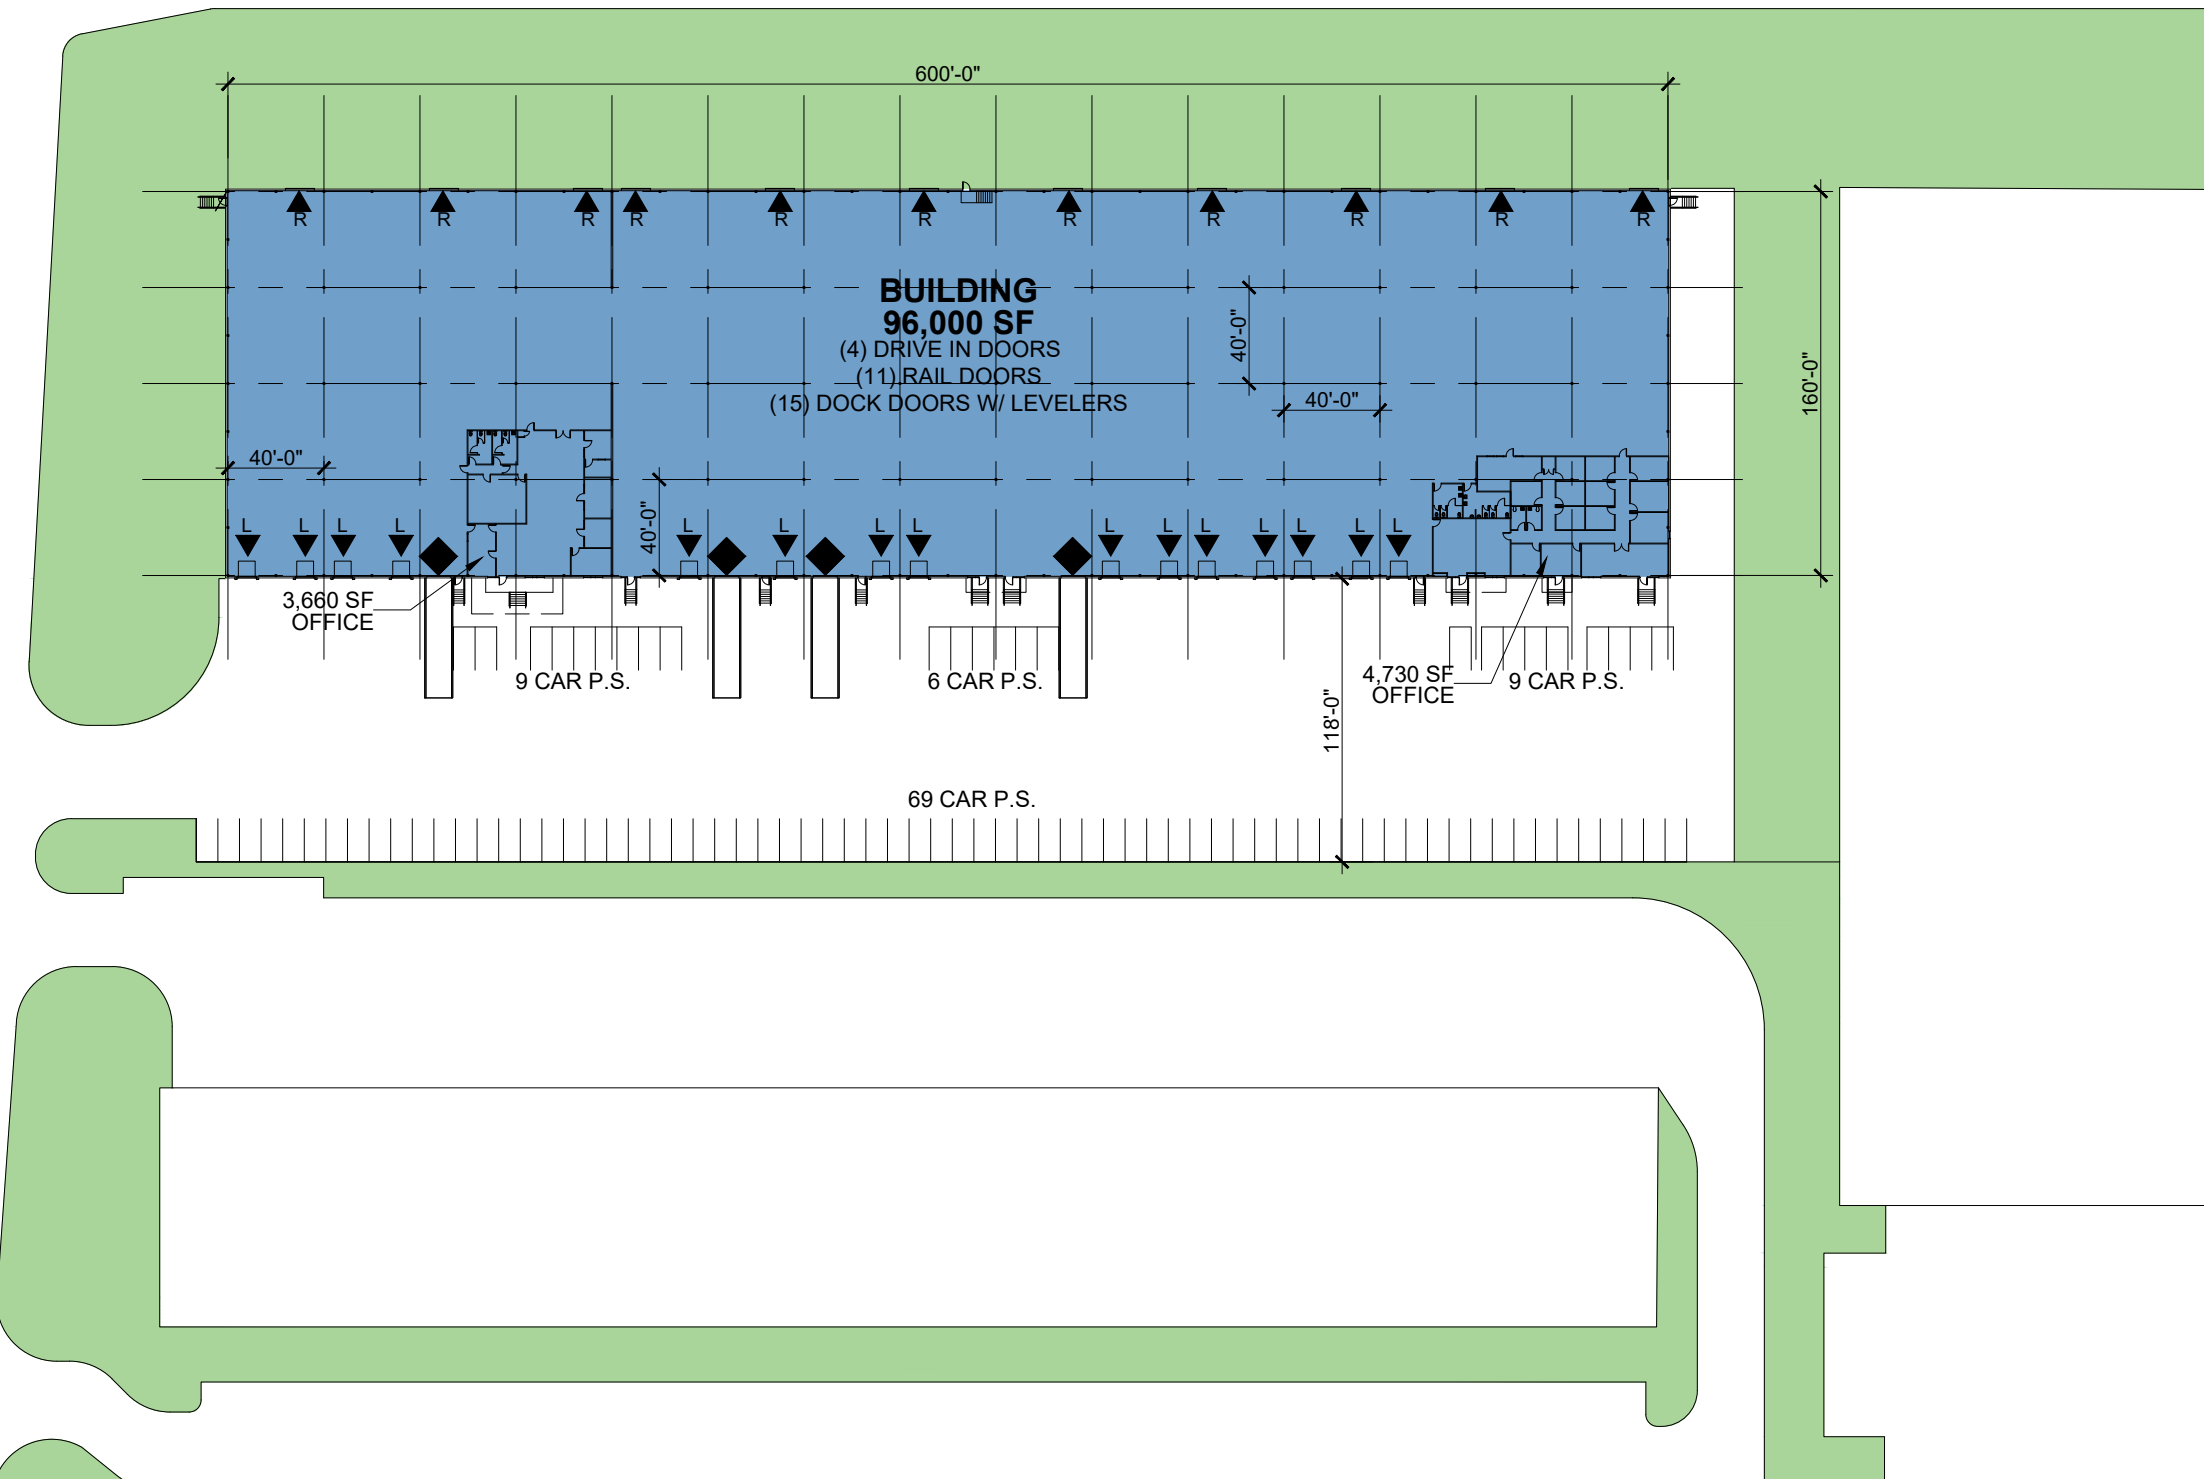 600'-0"
R R R R R R R R R R R
BUILDING
96,000 SF
(4) DRIVE IN DOORS
(11) RAIL DOORS
(15) DOCK DOORS W/ LEVELERS
40'-0"
40'-0"
160'-0"
40'-0"
40'-0"
L L L L L L L L L L L L L L L
3,660 SF
OFFICE
9 CAR P.S.
6 CAR P.S.
4,730 SF
OFFICE
9 CAR P.S.
118'-0"
69 CAR P.S.